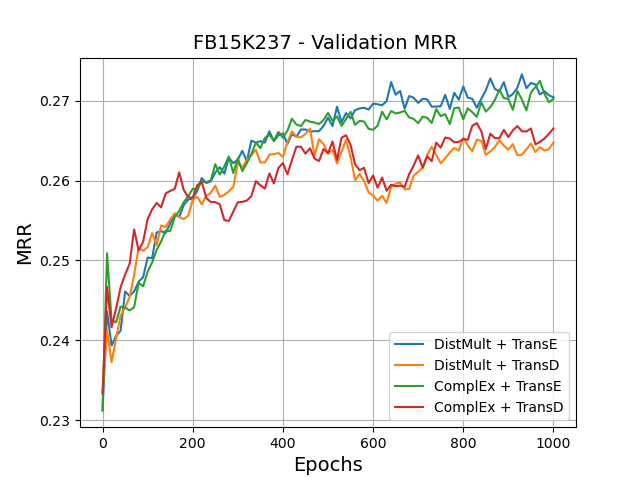 FB15K237 - Validation MRR
MRR
0.27
0.26
0.25
0.24
0.23
0
200
400
600
800
1000
Epochs
DistMult + TransE
DistMult + TransD
ComplEx + TransE
ComplEx + TransD